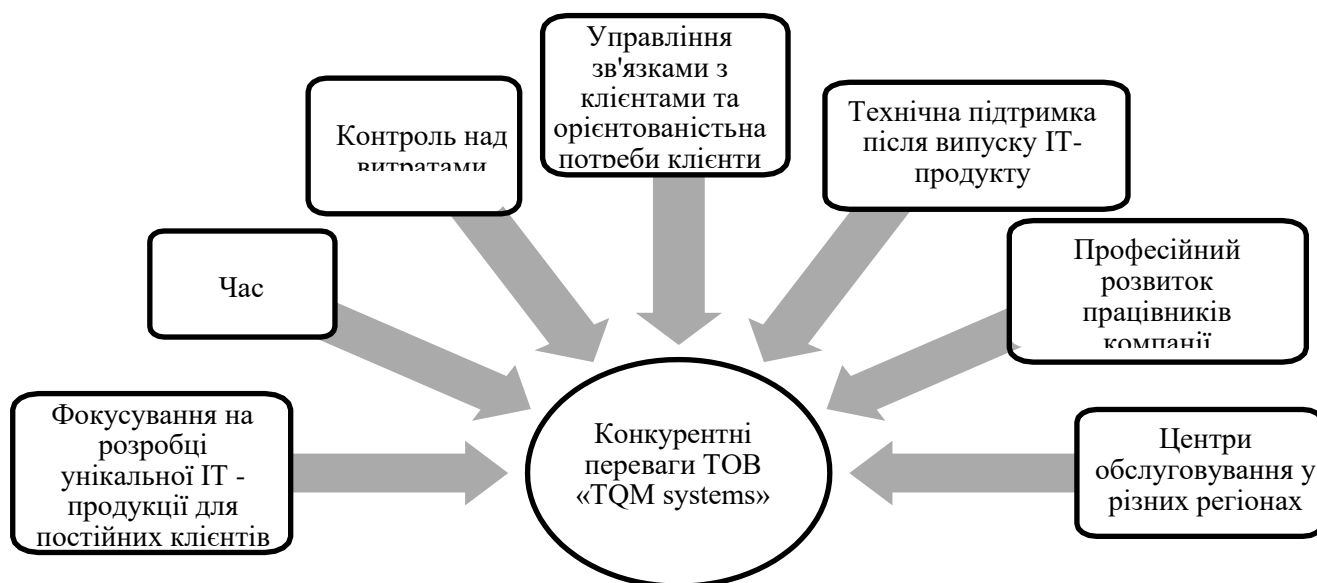 Управління
зв'язками з
клієнтами та
орієнтованістьна
потреби клієнти
Контроль над
витратами
Технічна підтримка
після випуску ІТ-
продукту
Час
Професійний
розвиток
працівників
компанії
Фокусування на
розробці
унікальної ІТ -
продукції для
постійних клієнтів
Конкурентні
переваги ТОВ
«TQM systems»
Центри
обслуговування у
різних регіонах